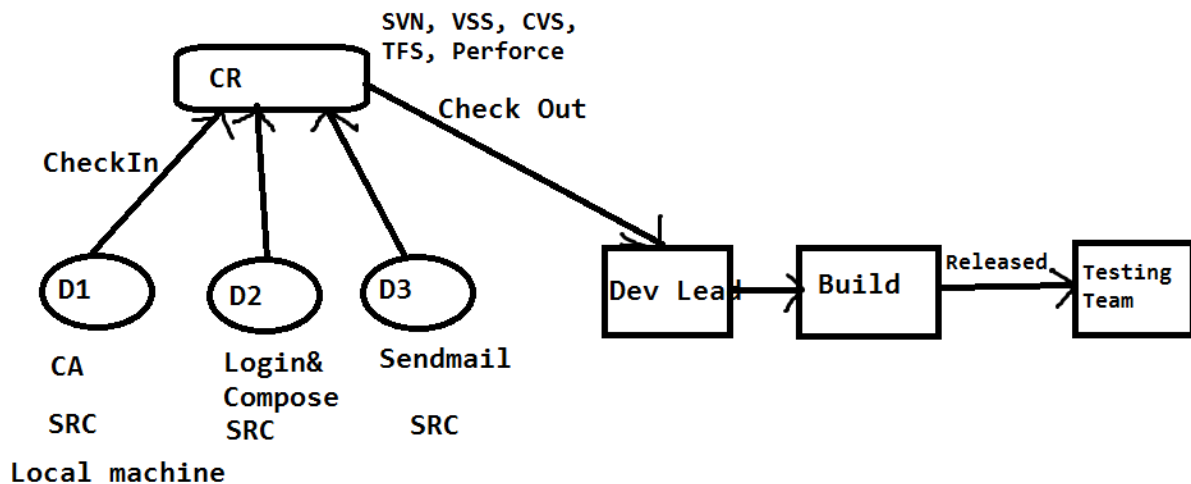 SVN, VSS, CVS,
TFS, Perforce
CR
Check Out
CheckIn
D1
D2
D3
Dev Lead
Build
Released
Testing
Team
CA
Login&
Compose
Sendmail
SRC
SRC
SRC
Local machine